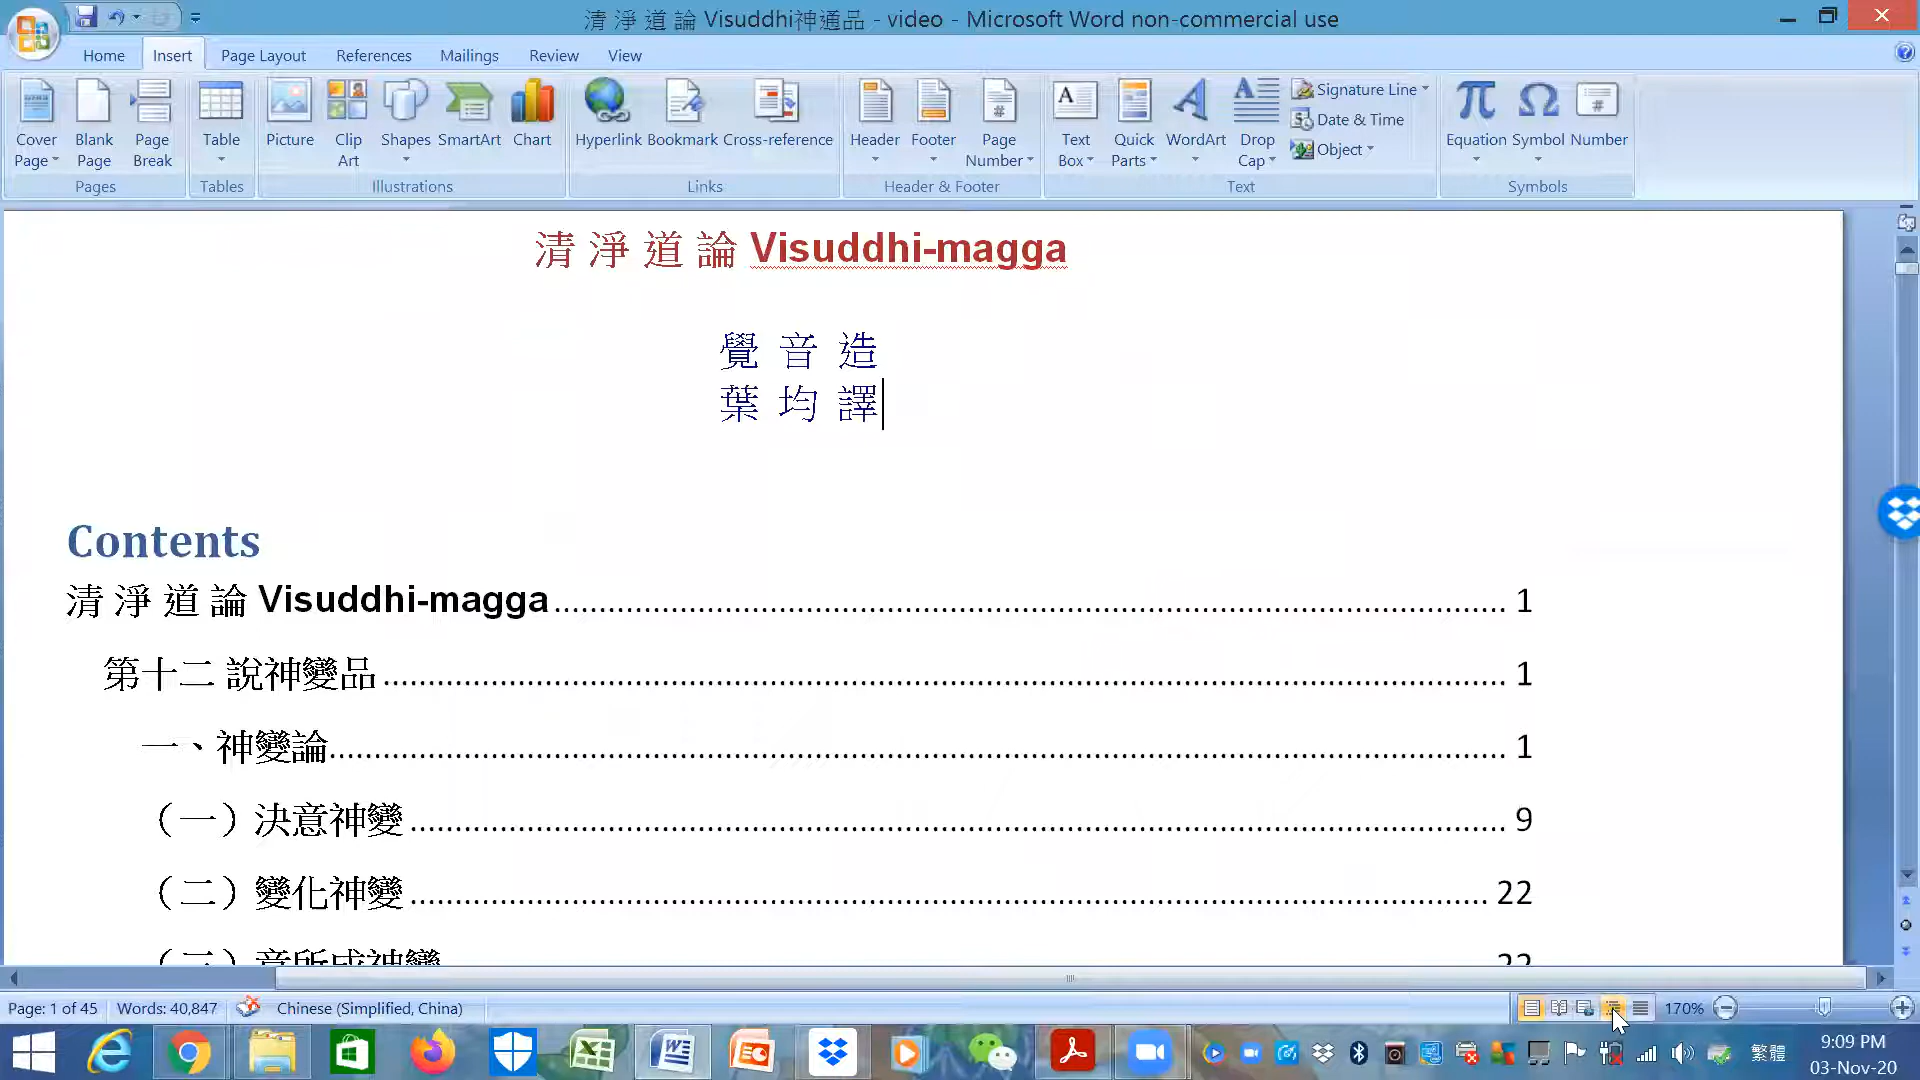 清 淨 道 論 Visuddhi神通品 - video - Microsoft Word non-commercial use
Home Insert Page Layout References Mailings Review View
Cover Page
Blank Page
Page Break
Table
Picture
Clip Art
Shapes
SmartArt
Chart
Hyperlink
Bookmark
Cross-reference
Header
Footer
Page Number
Text Box
Quick Parts
WordArt
Drop Cap
Signature Line
Date & Time
Object
Equation
Symbol
Number
Pages Tables Illustrations Links Header & Footer Text Symbols
清 淨 道 論 Visuddhi-magga
覺 音 造
葉 均 譯
Contents
清 淨 道 論 Visuddhi-magga 1
第十二 說神變品 1
一、神變論 1
（一）決意神變 9
（二）變化神變 22
（三）意所成神變 22
Page: 1 of 45 Words: 40,847 Chinese (Simplified, China) 170%
繁體 9:09 PM
03-Nov-20